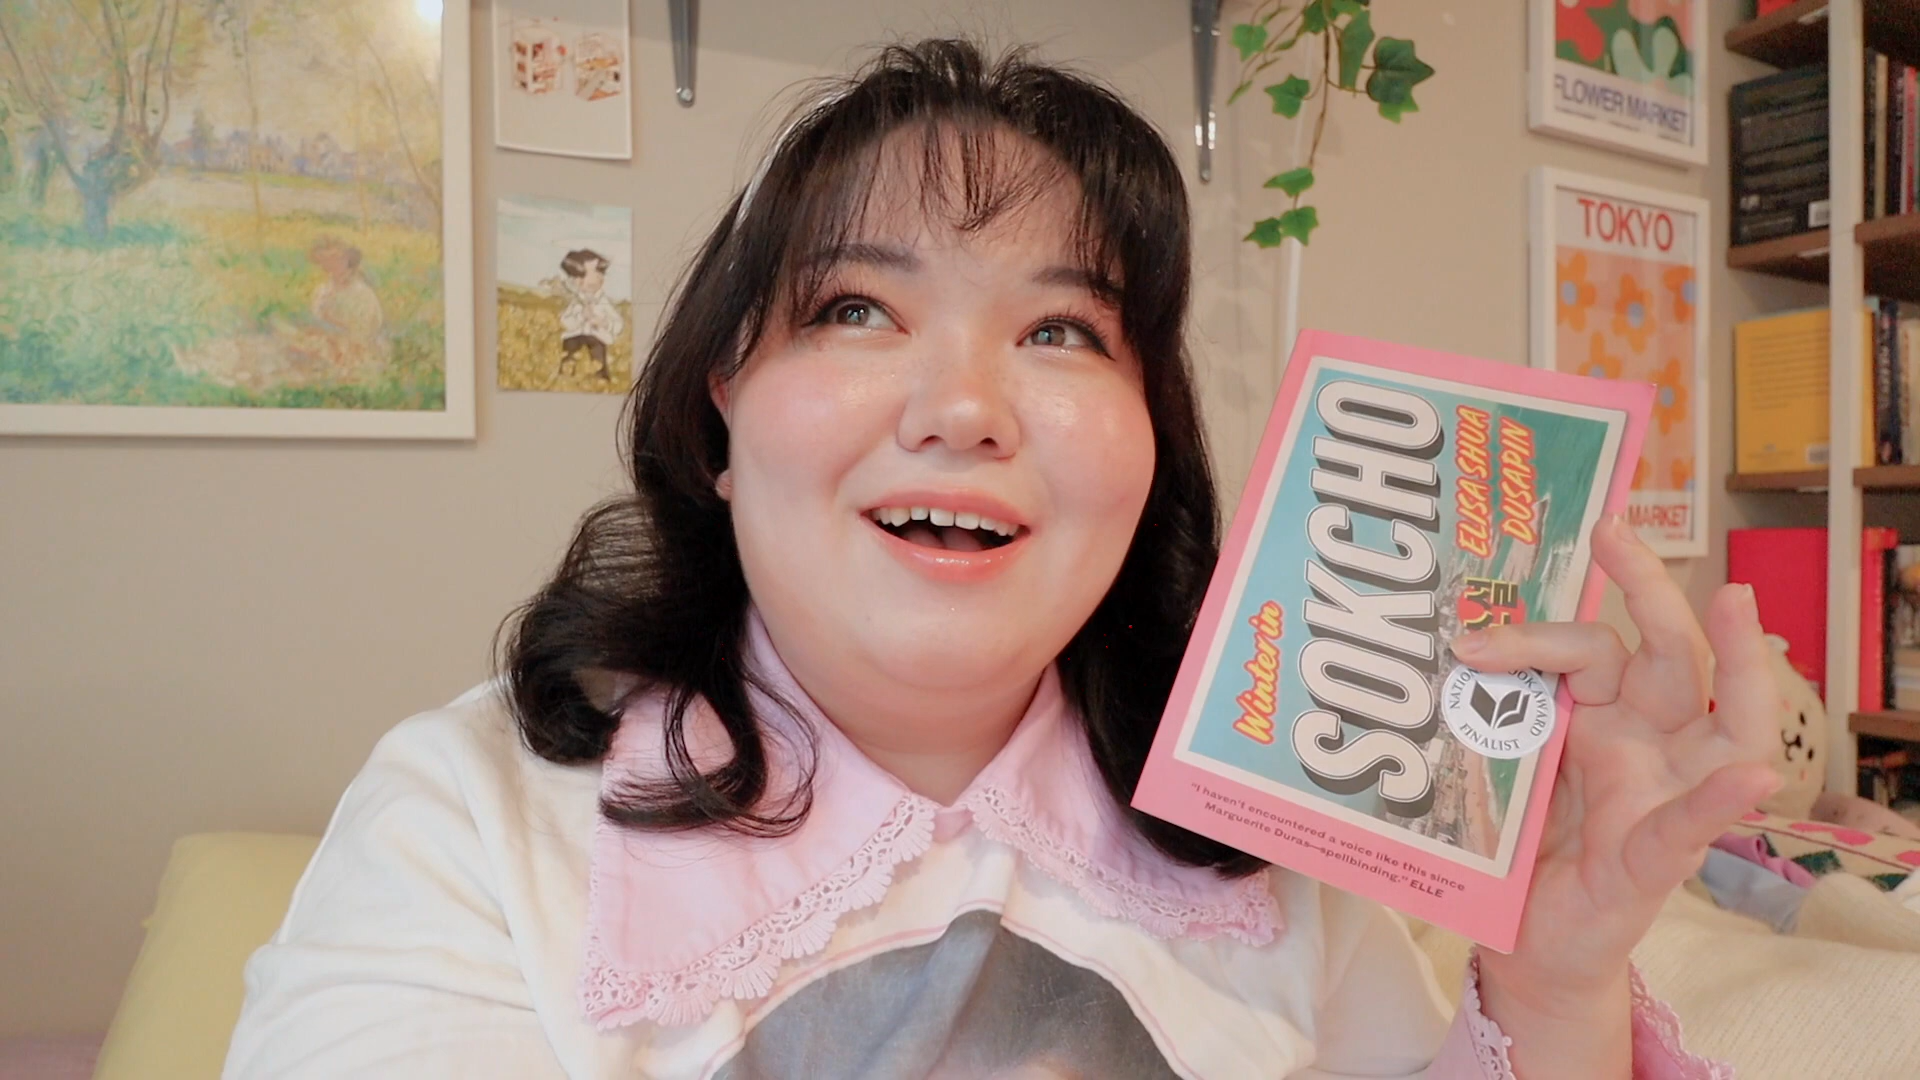 FLOWER MARKET
TOKYO
MARKET
Winter in
SOKCHO
ELISA SHUA
DUSAPIN
FINALIST
"I haven't encountered a voice like this since
Marguerite Duras—spellbinding." ELLE